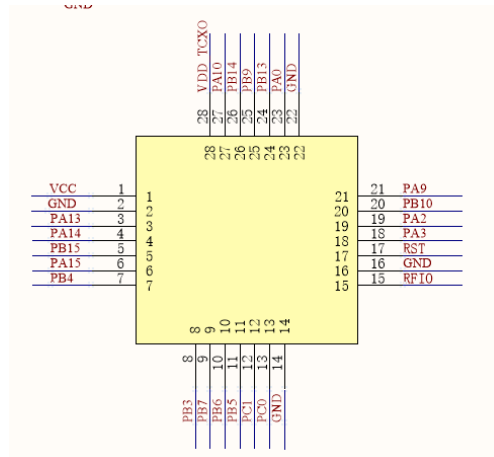 GND
VDD_TCXO
PA10
PB14
PB9
PB13
PA0
GND
28 27 26 25 24 23 22
28 27 26 25 24 23 22
VCC 1 1
GND 2 2
PA13 3 3
PA14 4 4
PB15 5 5
PA15 6 6
PB4 7 7
21 21 PA9
20 20 PB10
19 19 PA2
18 18 PA3
17 17 RST
16 16 GND
15 15 RFIO
8 9 10 11 12 13 14
8 9 10 11 12 13 14
PB3
PB7
PB6
PB5
PC1
PC0
GND